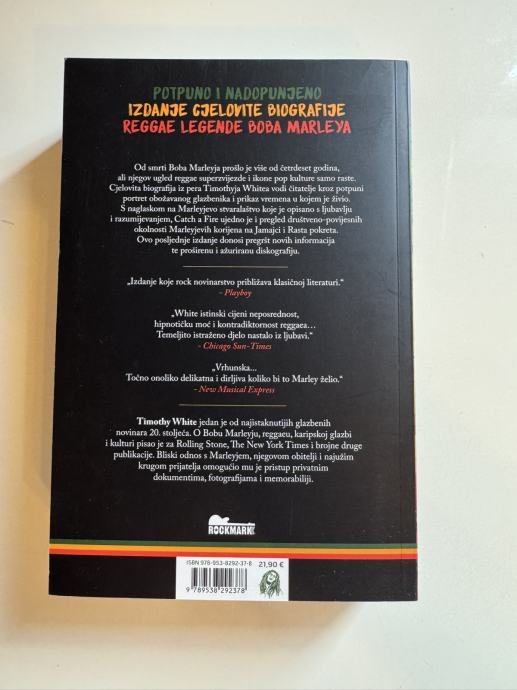 POTPUNO I NADOPUNJENO
IZDANJE CJELOVITE BIOGRAFIJE
REGGAE LEGENDE BOBA MARLEYA
Od smrti Boba Marleyja prošlo je više od četrdeset godina,
ali njegov ugled reggae superzvijezde i ikone pop kulture samo raste.
Cjelovita biografija iz pera Timothyja Whitea vodi čitatelje kroz potpuni
portret obožavanog glazbenika i prikaz vremena u kojem je živio.
S naglaskom na Marleyjevo stvaralaštvo koje je opisano s ljubavlju
i razumijevanjem, Catch a Fire ujedno je i pregled društveno-povijesnih
okolnosti Marleyjevih korijena na Jamajci i Rasta pokreta.
Ovo posljednje izdanje donosi pregršt novih informacija
te proširenu i ažuriranu diskografiju.
„Izdanje koje rock novinarstvo približava klasičnoj literaturi.“
- Playboy
„White istinski cijeni neposrednost,
hipnotičku moć i kontradiktornost reggaea...
Temeljito istraženo djelo nastalo iz ljubavi.“
- Chicago Sun-Times
„Vrhunska...
Točno onoliko delikatna i dirljiva koliko bi to Marley želio.“
- New Musical Express
Timothy White jedan je od najistaknutijih glazbenih
novinara 20. stoljeća. O Bobu Marleyju, reggaeu, karipskoj glazbi
i kulturi pisao je za Rolling Stone, The New York Times i brojne druge
publikacije. Bliski odnos s Marleyjem, njegovom obitelji i najužim
krugom prijatelja omogućio mu je pristup privatnim
dokumentima, fotografijama i memorabiliji.
ROCKMARK
ISBN 978-953-8292-37-8
21,90 €
9 789538 292378